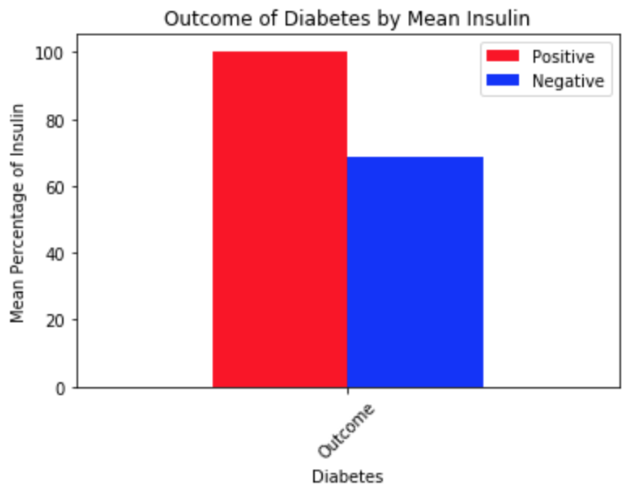 Outcome of Diabetes by Mean Insulin
Positive
Negative
Mean Percentage of Insulin
100
80
60
40
20
0
Outcome
Diabetes